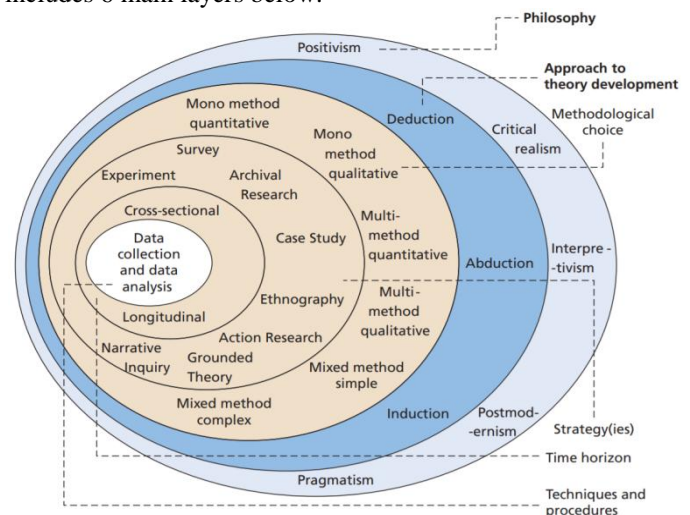 includes 6 main layers below:
Philosophy
Positivism
Approach to
theory development
Mono method
quantitative
Deduction
Methodological
choice
Critical
realism
Mono
method
qualitative
Survey
Experiment
Archival
Research
Cross-sectional
Multi-
method
quantitative
Data
collection
and data
analysis
Case Study
Interpre -
-tivism
Abduction
Ethnography
Multi-
method
qualitative
Longitudinal
Action Research
Narrative
Inquiry
Grounded
Theory
Mixed method
simple
Mixed method
complex
Induction
Postmod-
-ernism
Strategy(ies)
Time horizon
Pragmatism
Techniques and
procedures